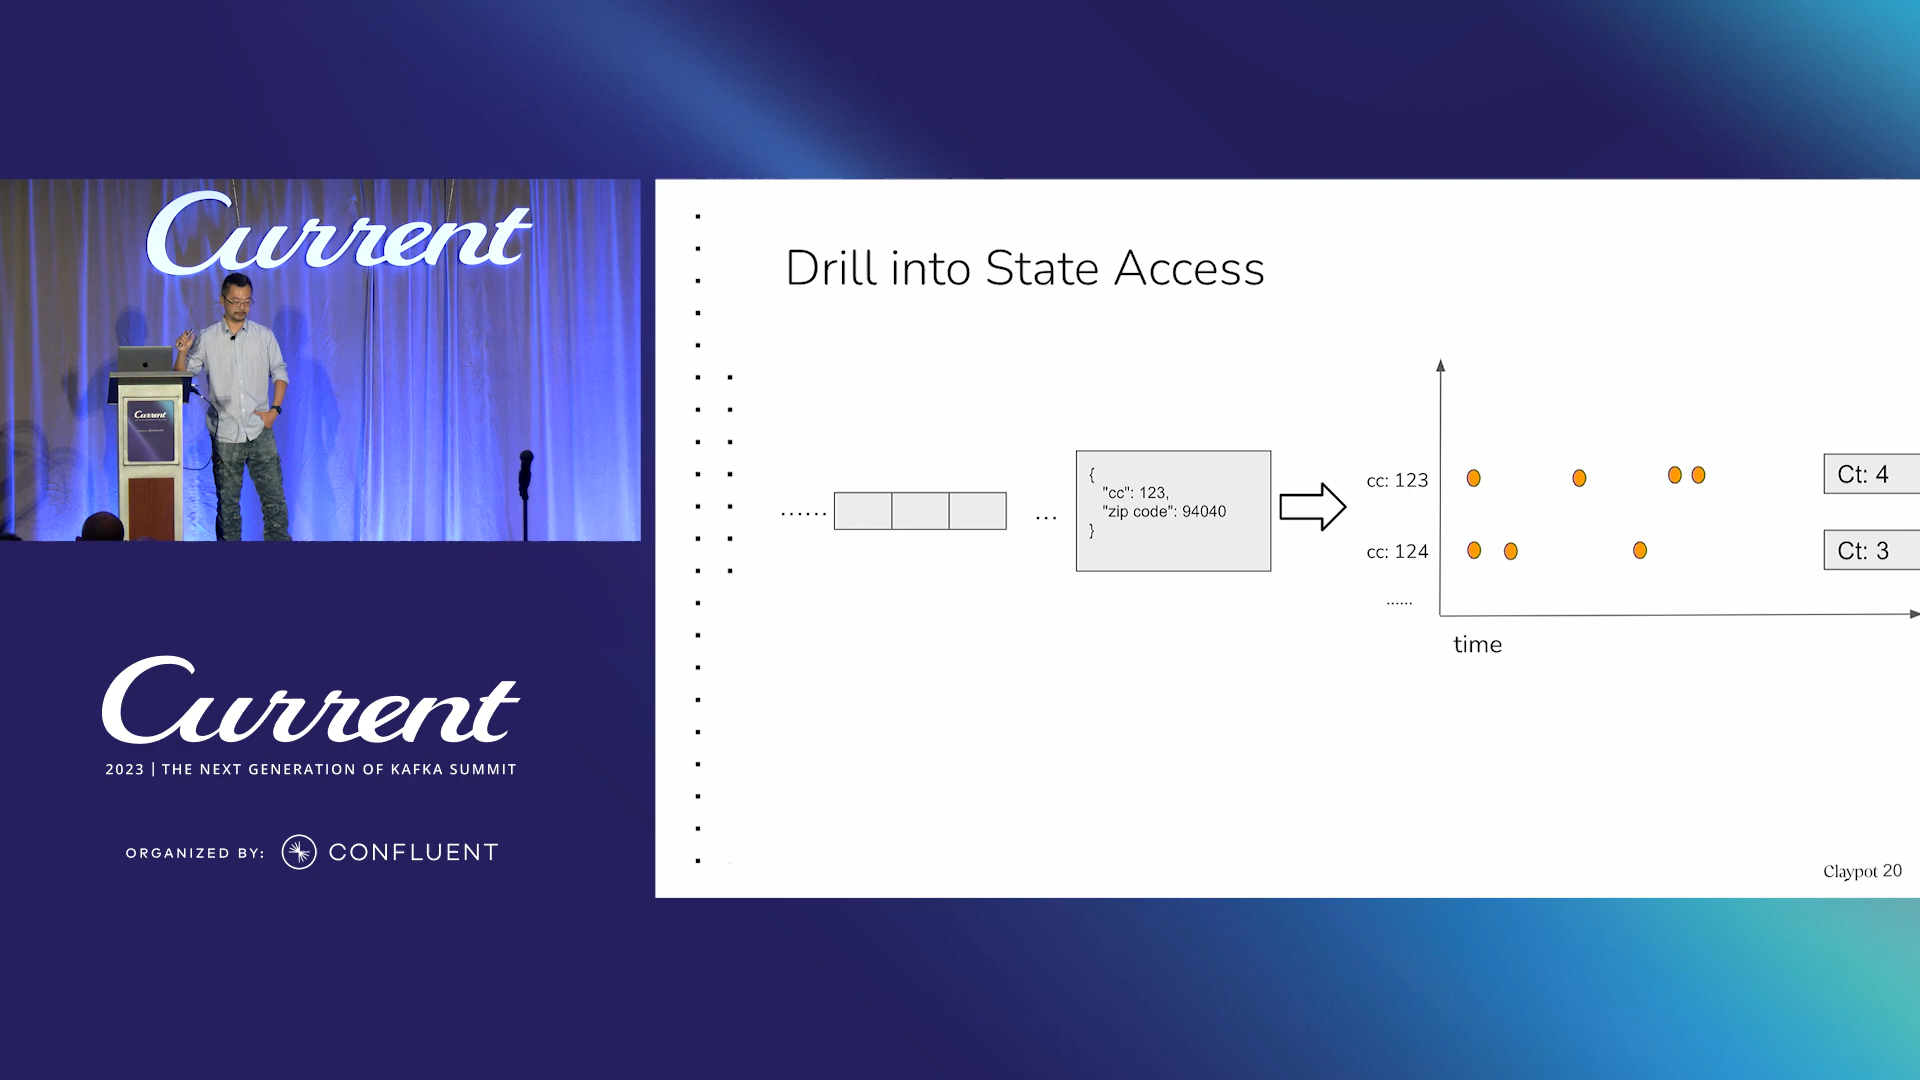 Current
Current
Current
2023 | THE NEXT GENERATION OF KAFKA SUMMIT
ORGANIZED BY: CONFLUENT
Drill into State Access
......
...
{
"cc": 123,
"zip code": 94040
}
cc: 123
cc: 124
......
time
Ct: 4
Ct: 3
Claypot 20